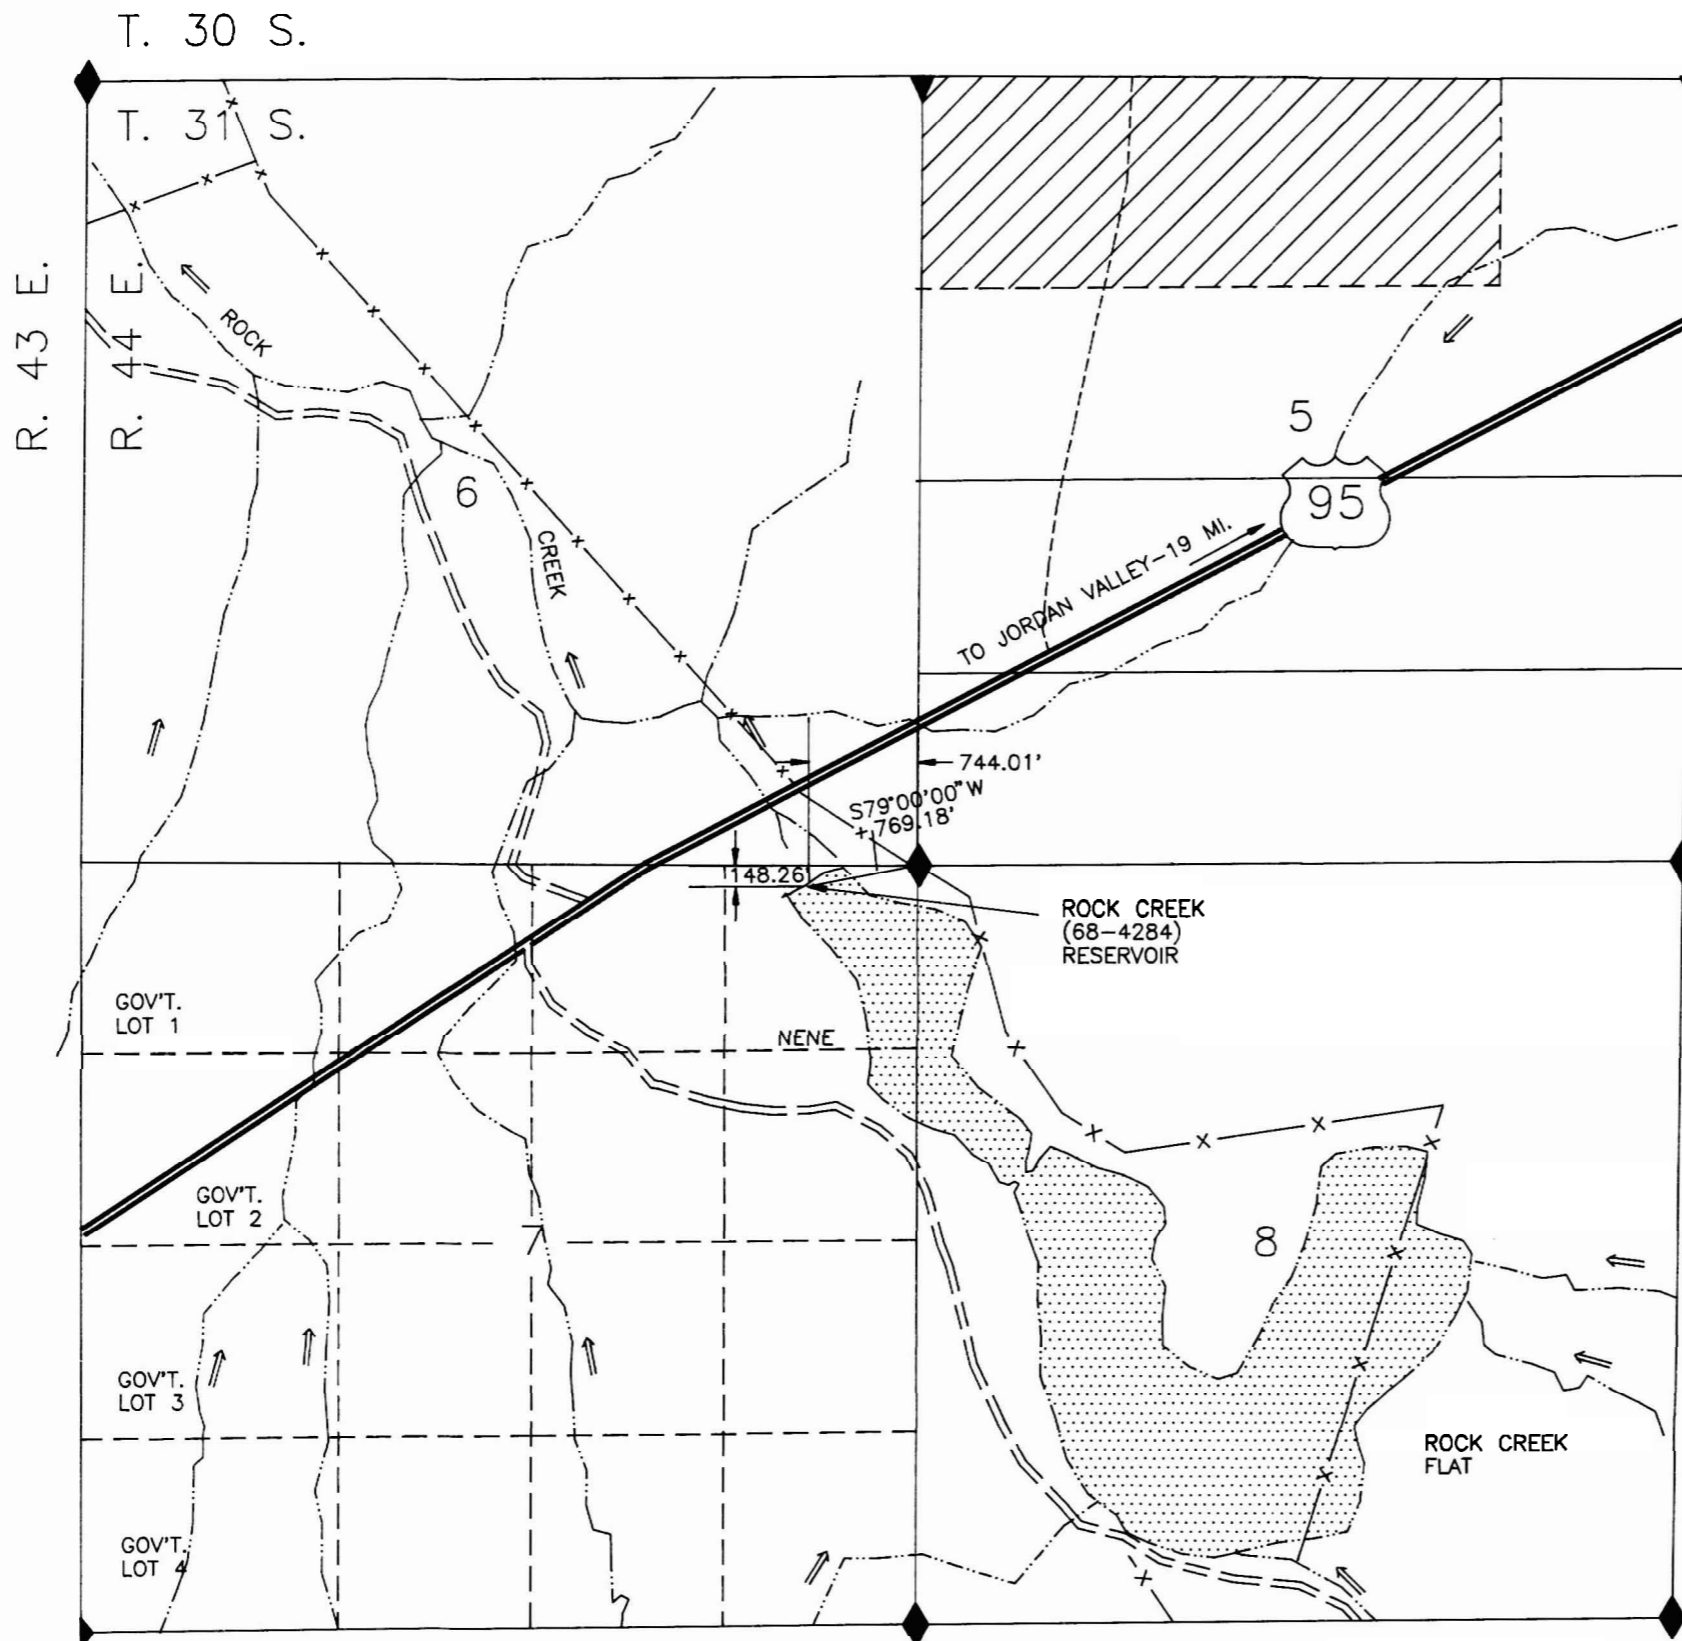 T. 30 S.
T. 31 S.
R. 43 E.
R. 44 E.
ROCK
CREEK
6
5
95
TO JORDAN VALLEY-19 MI.
744.01'
S79°00'00"W
769.18'
148.26'
ROCK CREEK
(68-4284)
RESERVOIR
GOV'T.
LOT 1
NENE
GOV'T.
LOT 2
7
8
GOV'T.
LOT 3
ROCK CREEK
FLAT
GOV'T.
LOT 4